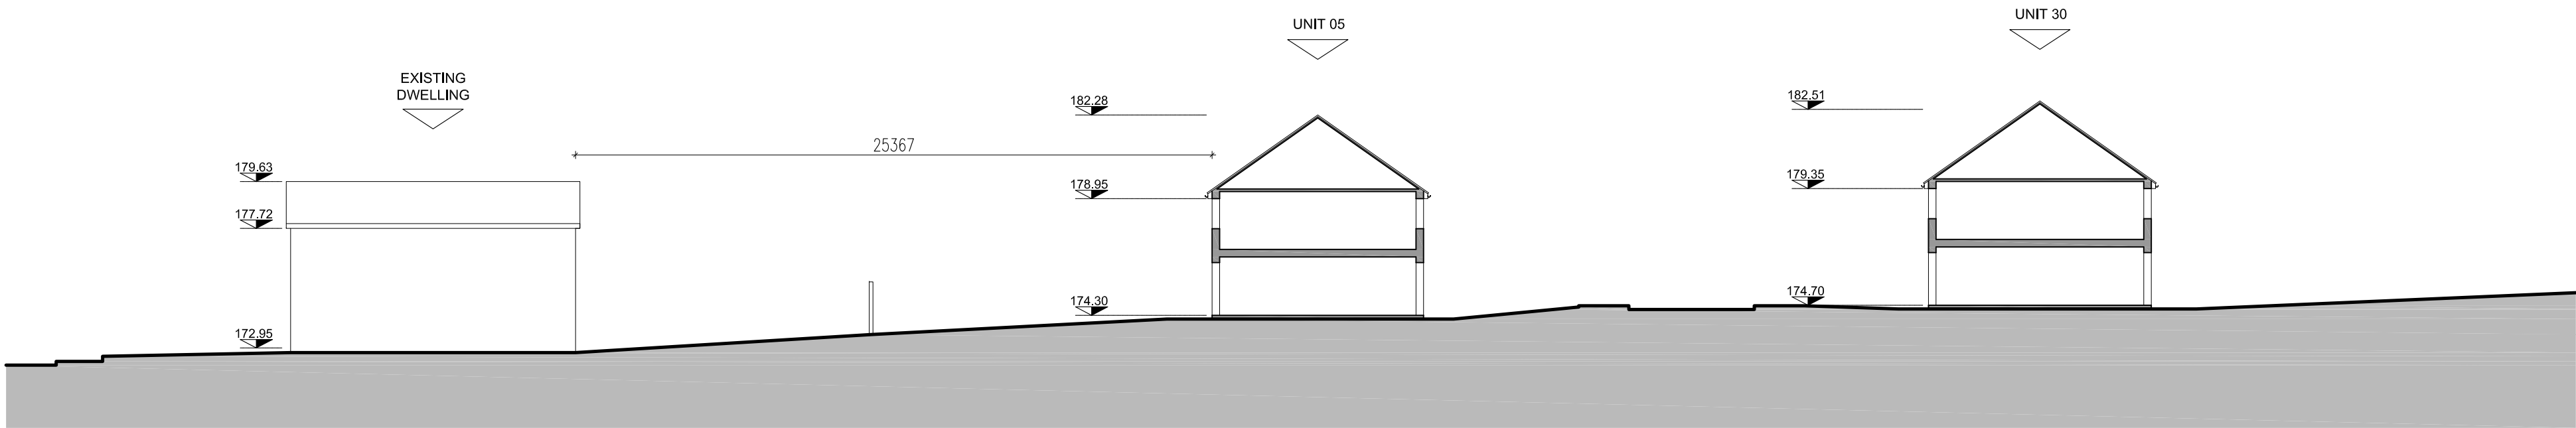 EXISTING
DWELLING
179.63
177.72
172.95
25367
UNIT 05
182.28
178.95
174.30
UNIT 30
182.51
179.35
174.70